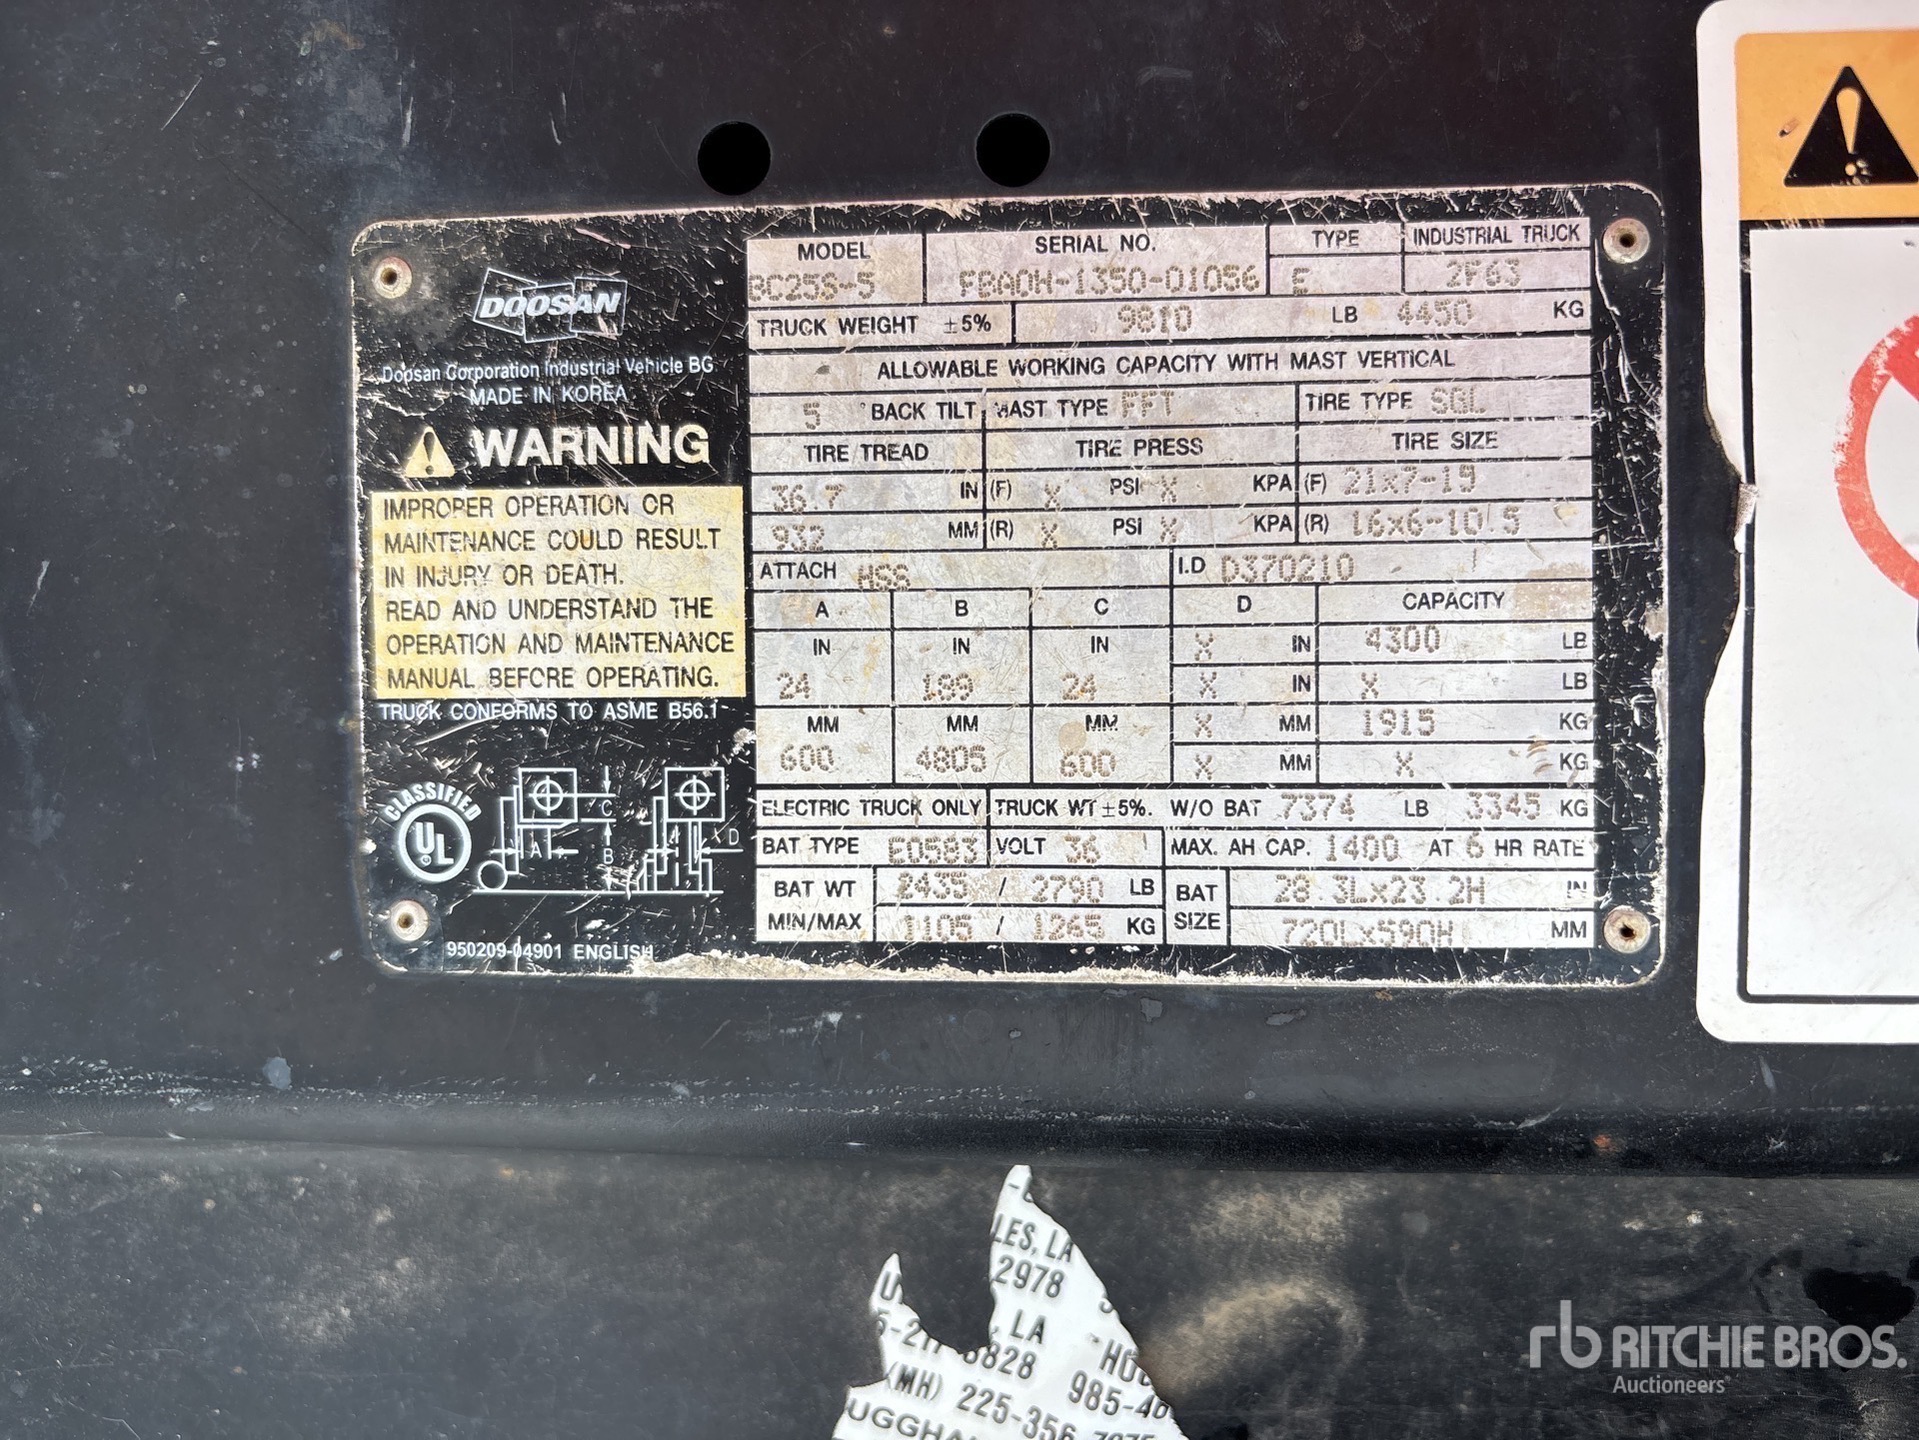 DOOSAN
Doosan Corporation Industrial Vehicle BG
MADE IN KOREA
WARNING
IMPROPER OPERATION OR
MAINTENANCE COULD RESULT
IN INJURY OR DEATH.
READ AND UNDERSTAND THE
OPERATION AND MAINTENANCE
MANUAL BEFORE OPERATING.
TRUCK CONFORMS TO ASME B56.1
CLASSIFIED
UL
A B C D
950209-04901 ENGLISH
MODEL SERIAL NO. TYPE INDUSTRIAL TRUCK
BC25S-5 FBA0H-1350-01056 E 2F63
TRUCK WEIGHT ±5% 9810 LB 4450 KG
ALLOWABLE WORKING CAPACITY WITH MAST VERTICAL
5 BACK TILT MAST TYPE FFT TIRE TYPE SGL
TIRE TREAD TIRE PRESS TIRE SIZE
36.7 IN (F) X PSI X KPA (F) 21x7-15
932 MM (R) X PSI X KPA (R) 16x6-10.5
ATTACH HSS I.D D370210
A B C D CAPACITY
IN IN IN X IN 4300 LB
24 189 24 X IN X LB
MM MM MM X MM 1915 KG
600 4805 600 X MM X KG
ELECTRIC TRUCK ONLY TRUCK WT ±5%. W/O BAT 7374 LB 3345 KG
BAT TYPE E0583 VOLT 36 MAX. AH CAP. 1400 AT 6 HR RATE
BAT WT 2435 / 2790 LB BAT 28.3Lx23.2H IN
MIN/MAX 1105 / 1265 KG SIZE 720Lx590H MM
LES, LA
2978
, LA
8828
(MH) 225-356-
985-40
UGGHA
rb RITCHIE BROS.
Auctioneers